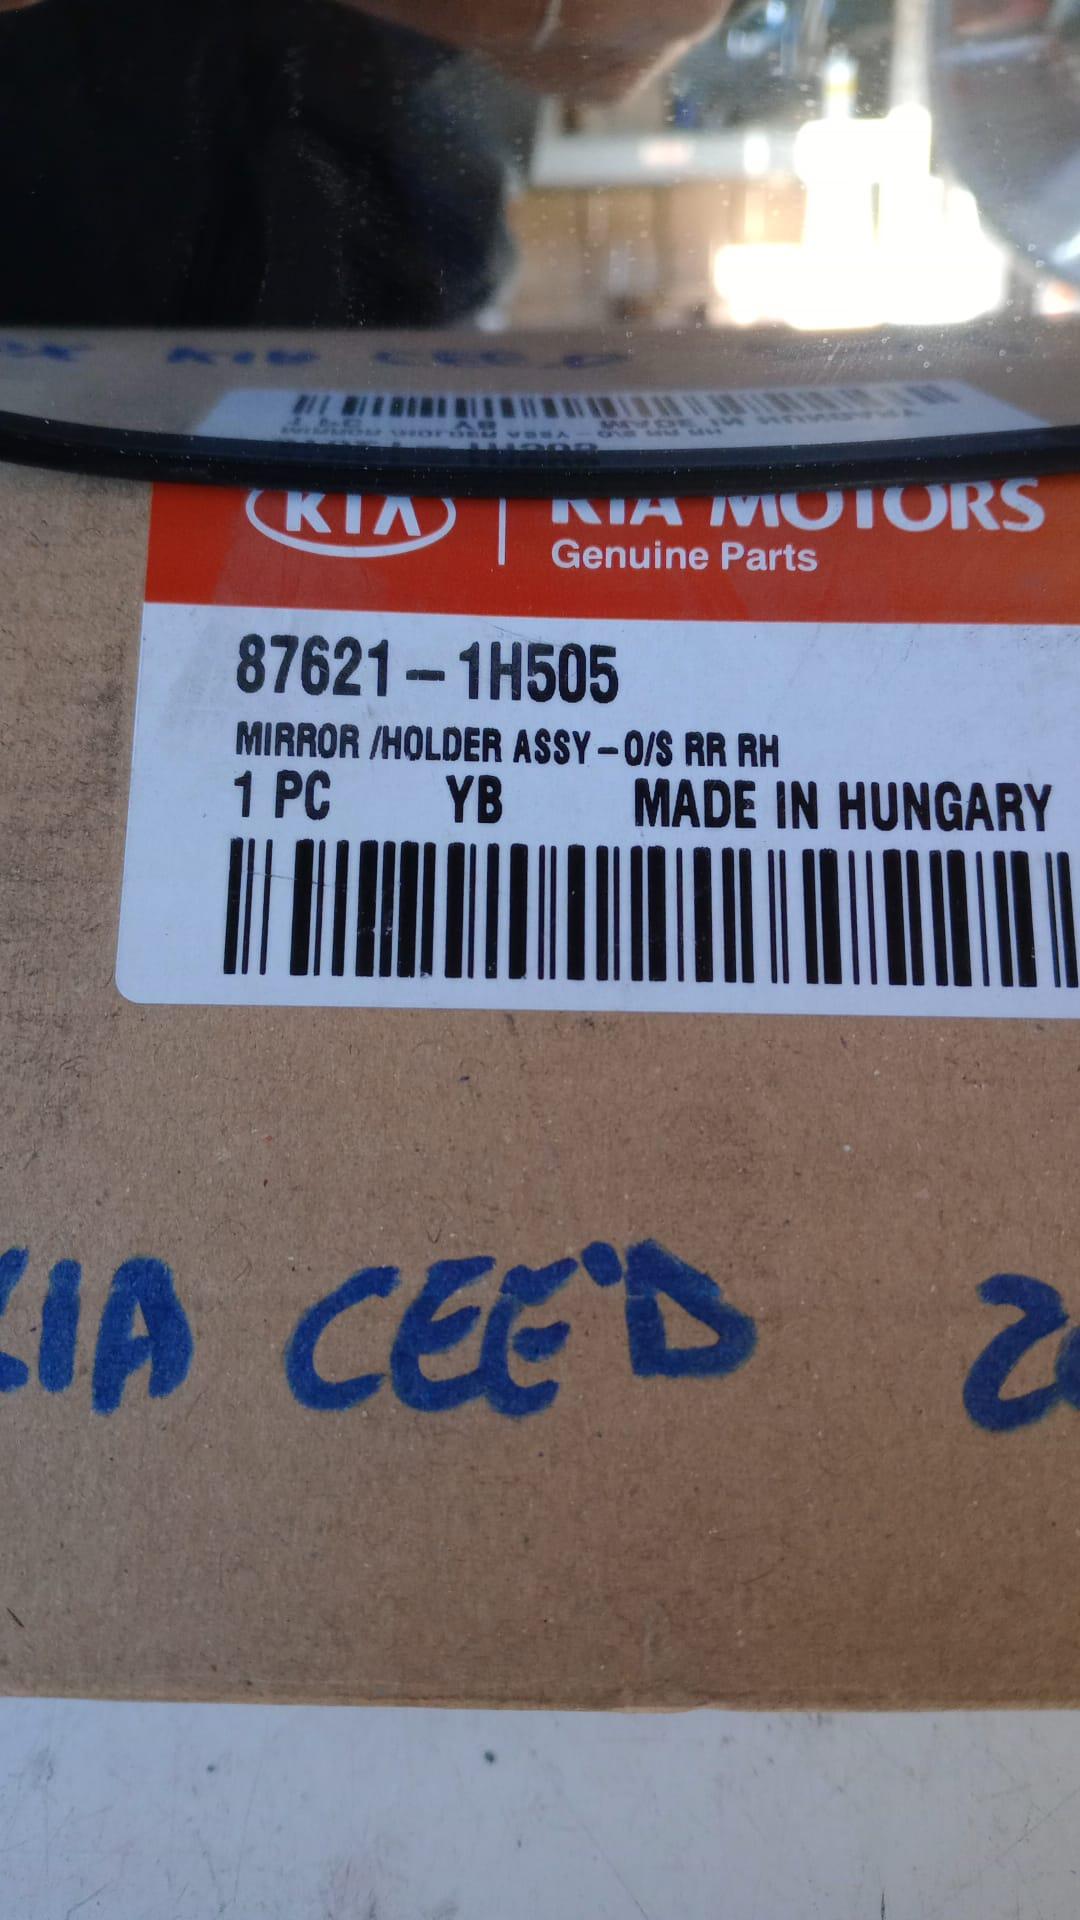 KIA KIA MOTORS
Genuine Parts
87621-1H505
MIRROR /HOLDER ASSY-O/S RR RH
1 PC YB MADE IN HUNGARY
KIA CEE'D